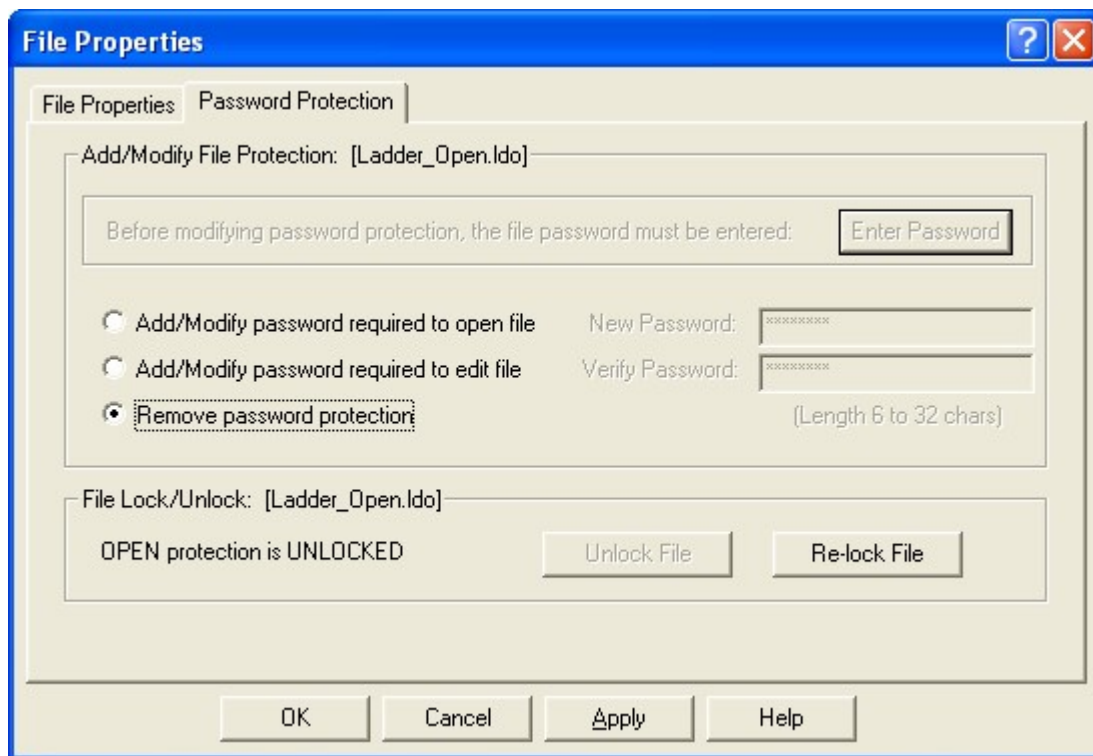 File Properties
File Properties Password Protection
Add/Modify File Protection: [Ladder_Open.ldo]
Before modifying password protection, the file password must be entered: Enter Password
Add/Modify password required to open file New Password: ********
Add/Modify password required to edit file Verify Password: ********
Remove password protection (Length 6 to 32 chars)
File Lock/Unlock: [Ladder_Open.ldo]
OPEN protection is UNLOCKED Unlock File Re-lock File
OK Cancel Apply Help